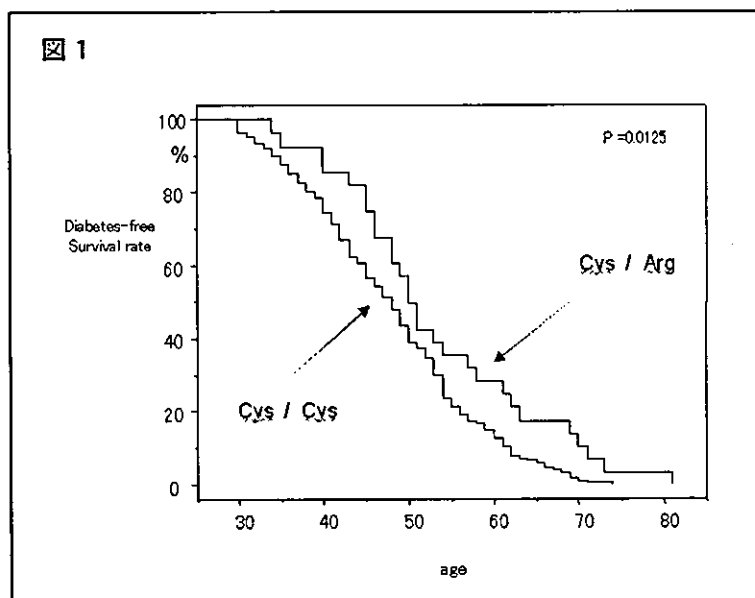 図 1
100
%
80
60
40
20
0
Diabetes-free
Survival rate
P =0.0125
Cys / Arg
Cys / Cys
30 40 50 60 70 80
age